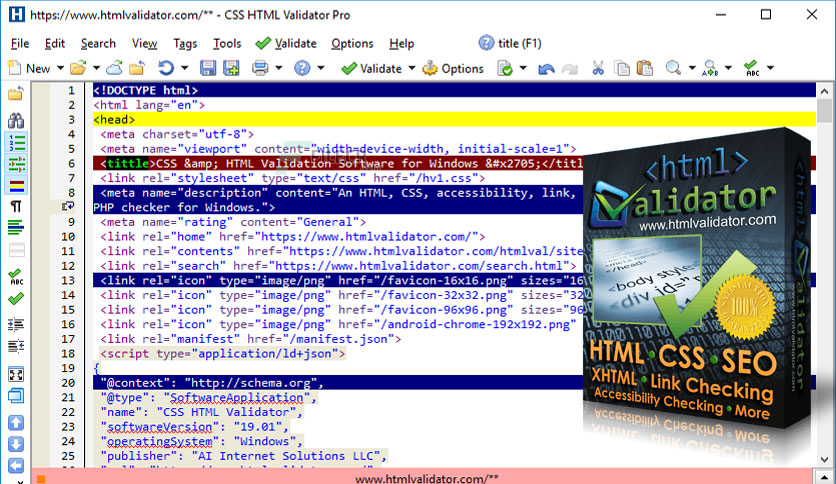 https://www.htmlvalidator.com/** - CSS HTML Validator Pro
File Edit Search View Tags Tools Validate Options Help title (F1)
New Validate Options
1 <!DOCTYPE html>
2 <html lang="en">
3 <head>
4 <meta charset="utf-8">
5 <meta name="viewport" content="width=device-width, initial-scale=1">
6 <tittle>CSS &amp; HTML Validation Software for Windows &#x2705;</titl
7 <link rel="stylesheet" type="text/css" href="/hv1.css">
8 <meta name="description" content="An HTML, CSS, accessibility, link,
PHP checker for Windows.">
9 <meta name="rating" content="General">
10 <link rel="home" href="https://www.htmlvalidator.com/">
11 <link rel="contents" href="https://www.htmlvalidator.com/htmlval/site
12 <link rel="search" href="https://www.htmlvalidator.com/search.html">
13 <link rel="icon" type="image/png" href="/favicon-16x16.png" sizes="16
14 <link rel="icon" type="image/png" href="/favicon-32x32.png" sizes="32
15 <link rel="icon" type="image/png" href="/favicon-96x96.png" sizes="96
16 <link rel="icon" type="image/png" href="/android-chrome-192x192.png"
17 <link rel="manifest" href="/manifest.json">
18 <script type="application/ld+json">
19 {
20 "@context": "http://schema.org",
21 "@type": "SoftwareApplication",
22 "name": "CSS HTML Validator",
23 "softwareVersion": "19.01",
24 "operatingSystem": "Windows",
25 "publisher": "AI Internet Solutions LLC",
26
www.htmlvalidator.com/**
<html>
Validator
www.htmlvalidator.com
</head>
<body style
<div id=
100%
HTML • CSS • SEO
XHTML • Link Checking
Accessibility Checking • More
<html>
Validator
www.htmlvalidator.com